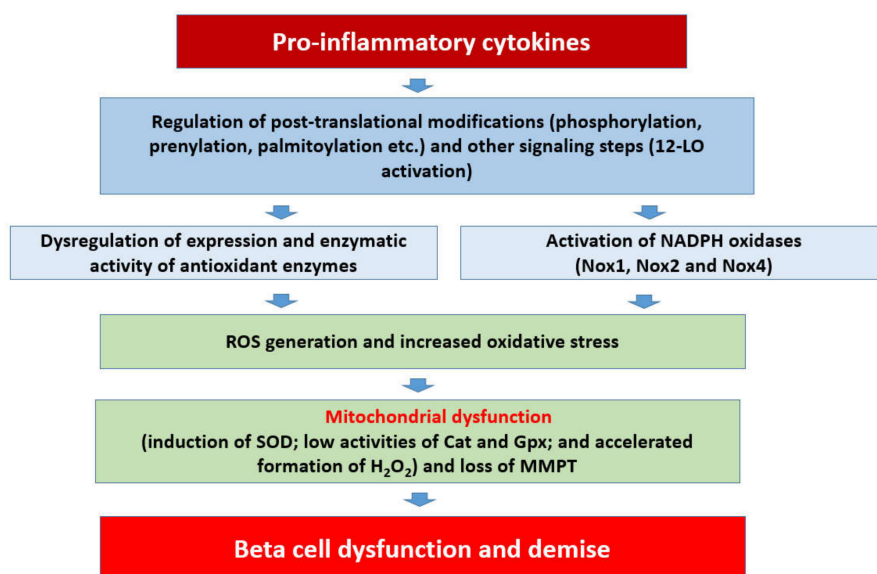 Pro-inflammatory cytokines
Regulation of post-translational modifications (phosphorylation,
prenylation, palmitoylation etc.) and other signaling steps (12-LO
activation)
Dysregulation of expression and enzymatic
activity of antioxidant enzymes
Activation of NADPH oxidases
(Nox1, Nox2 and Nox4)
ROS generation and increased oxidative stress
Mitochondrial dysfunction
(induction of SOD; low activities of Cat and Gpx; and accelerated
formation of H₂O₂) and loss of MMPT
Beta cell dysfunction and demise